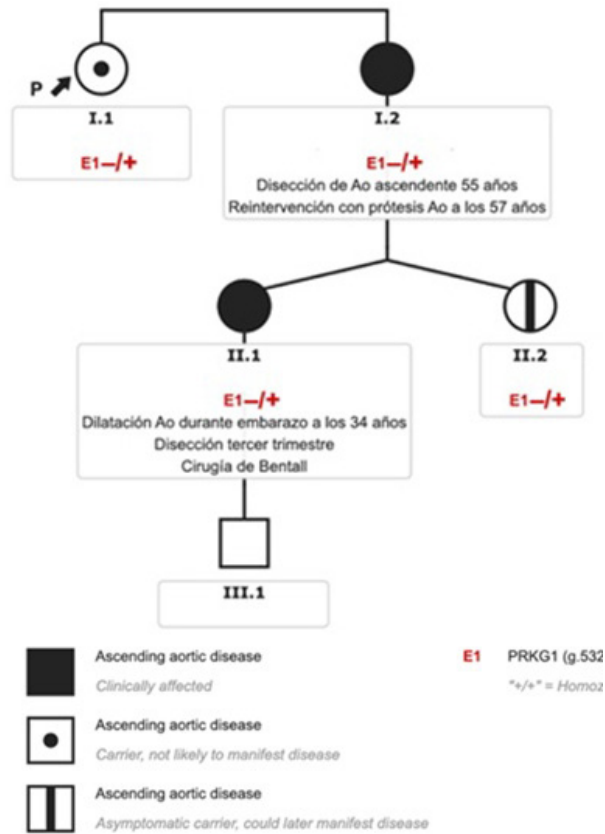 P
I.1
I.2
E1–/+
E1–/+
Disección de Ao ascendente 55 años
Reintervención con prótesis Ao a los 57 años
II.1
II.2
E1–/+
E1–/+
Dilatación Ao durante embarazo a los 34 años
Disección tercer trimestre
Cirugía de Bentall
III.1
Ascending aortic disease
Clinically affected
E1 PRKG1 (g.532
"+/+" = Homoz
Ascending aortic disease
Carrier, not likely to manifest disease
Ascending aortic disease
Asymptomatic carrier, could later manifest disease